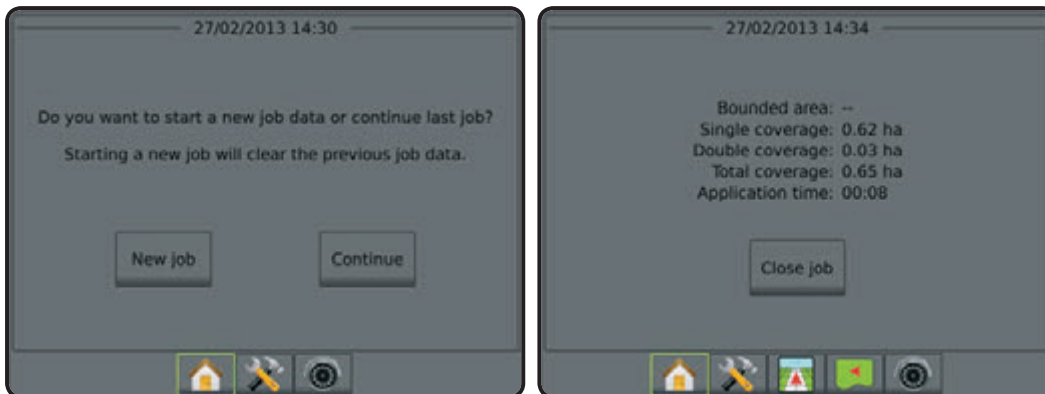 27/02/2013 14:30
Do you want to start a new job data or continue last job?
Starting a new job will clear the previous job data.
New job
Continue
27/02/2013 14:34
Bounded area: --
Single coverage: 0.62 ha
Double coverage: 0.03 ha
Total coverage: 0.65 ha
Application time: 00:08
Close job